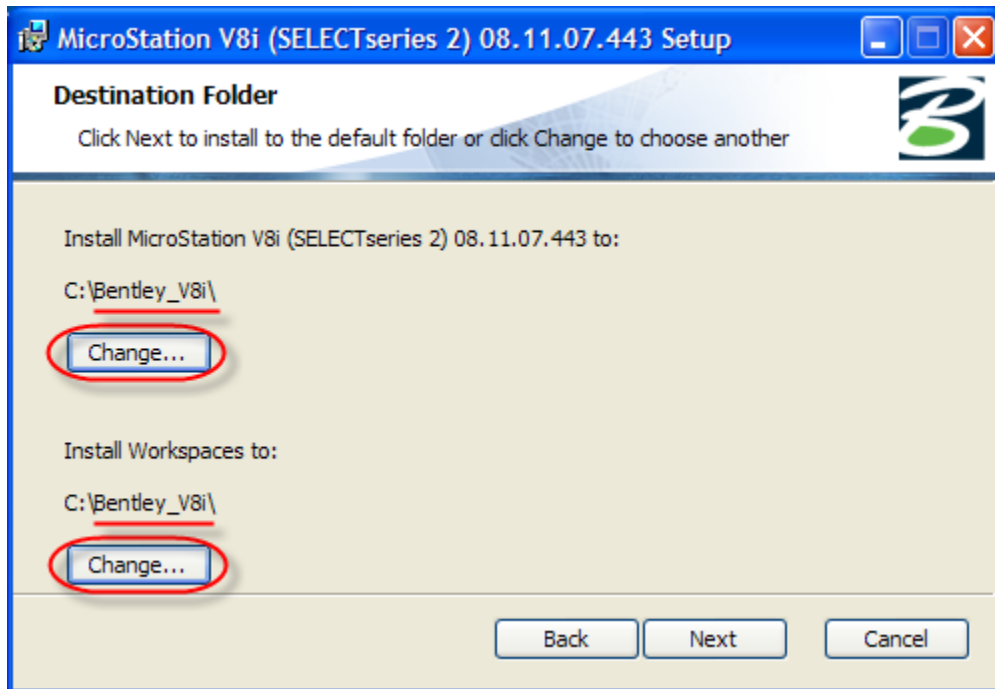 MicroStation V8i (SELECTseries 2) 08.11.07.443 Setup
Destination Folder
Click Next to install to the default folder or click Change to choose another
Install MicroStation V8i (SELECTseries 2) 08.11.07.443 to:
C:\Bentley_V8i\
Change...
Install Workspaces to:
C:\Bentley_V8i\
Change...
Back Next Cancel